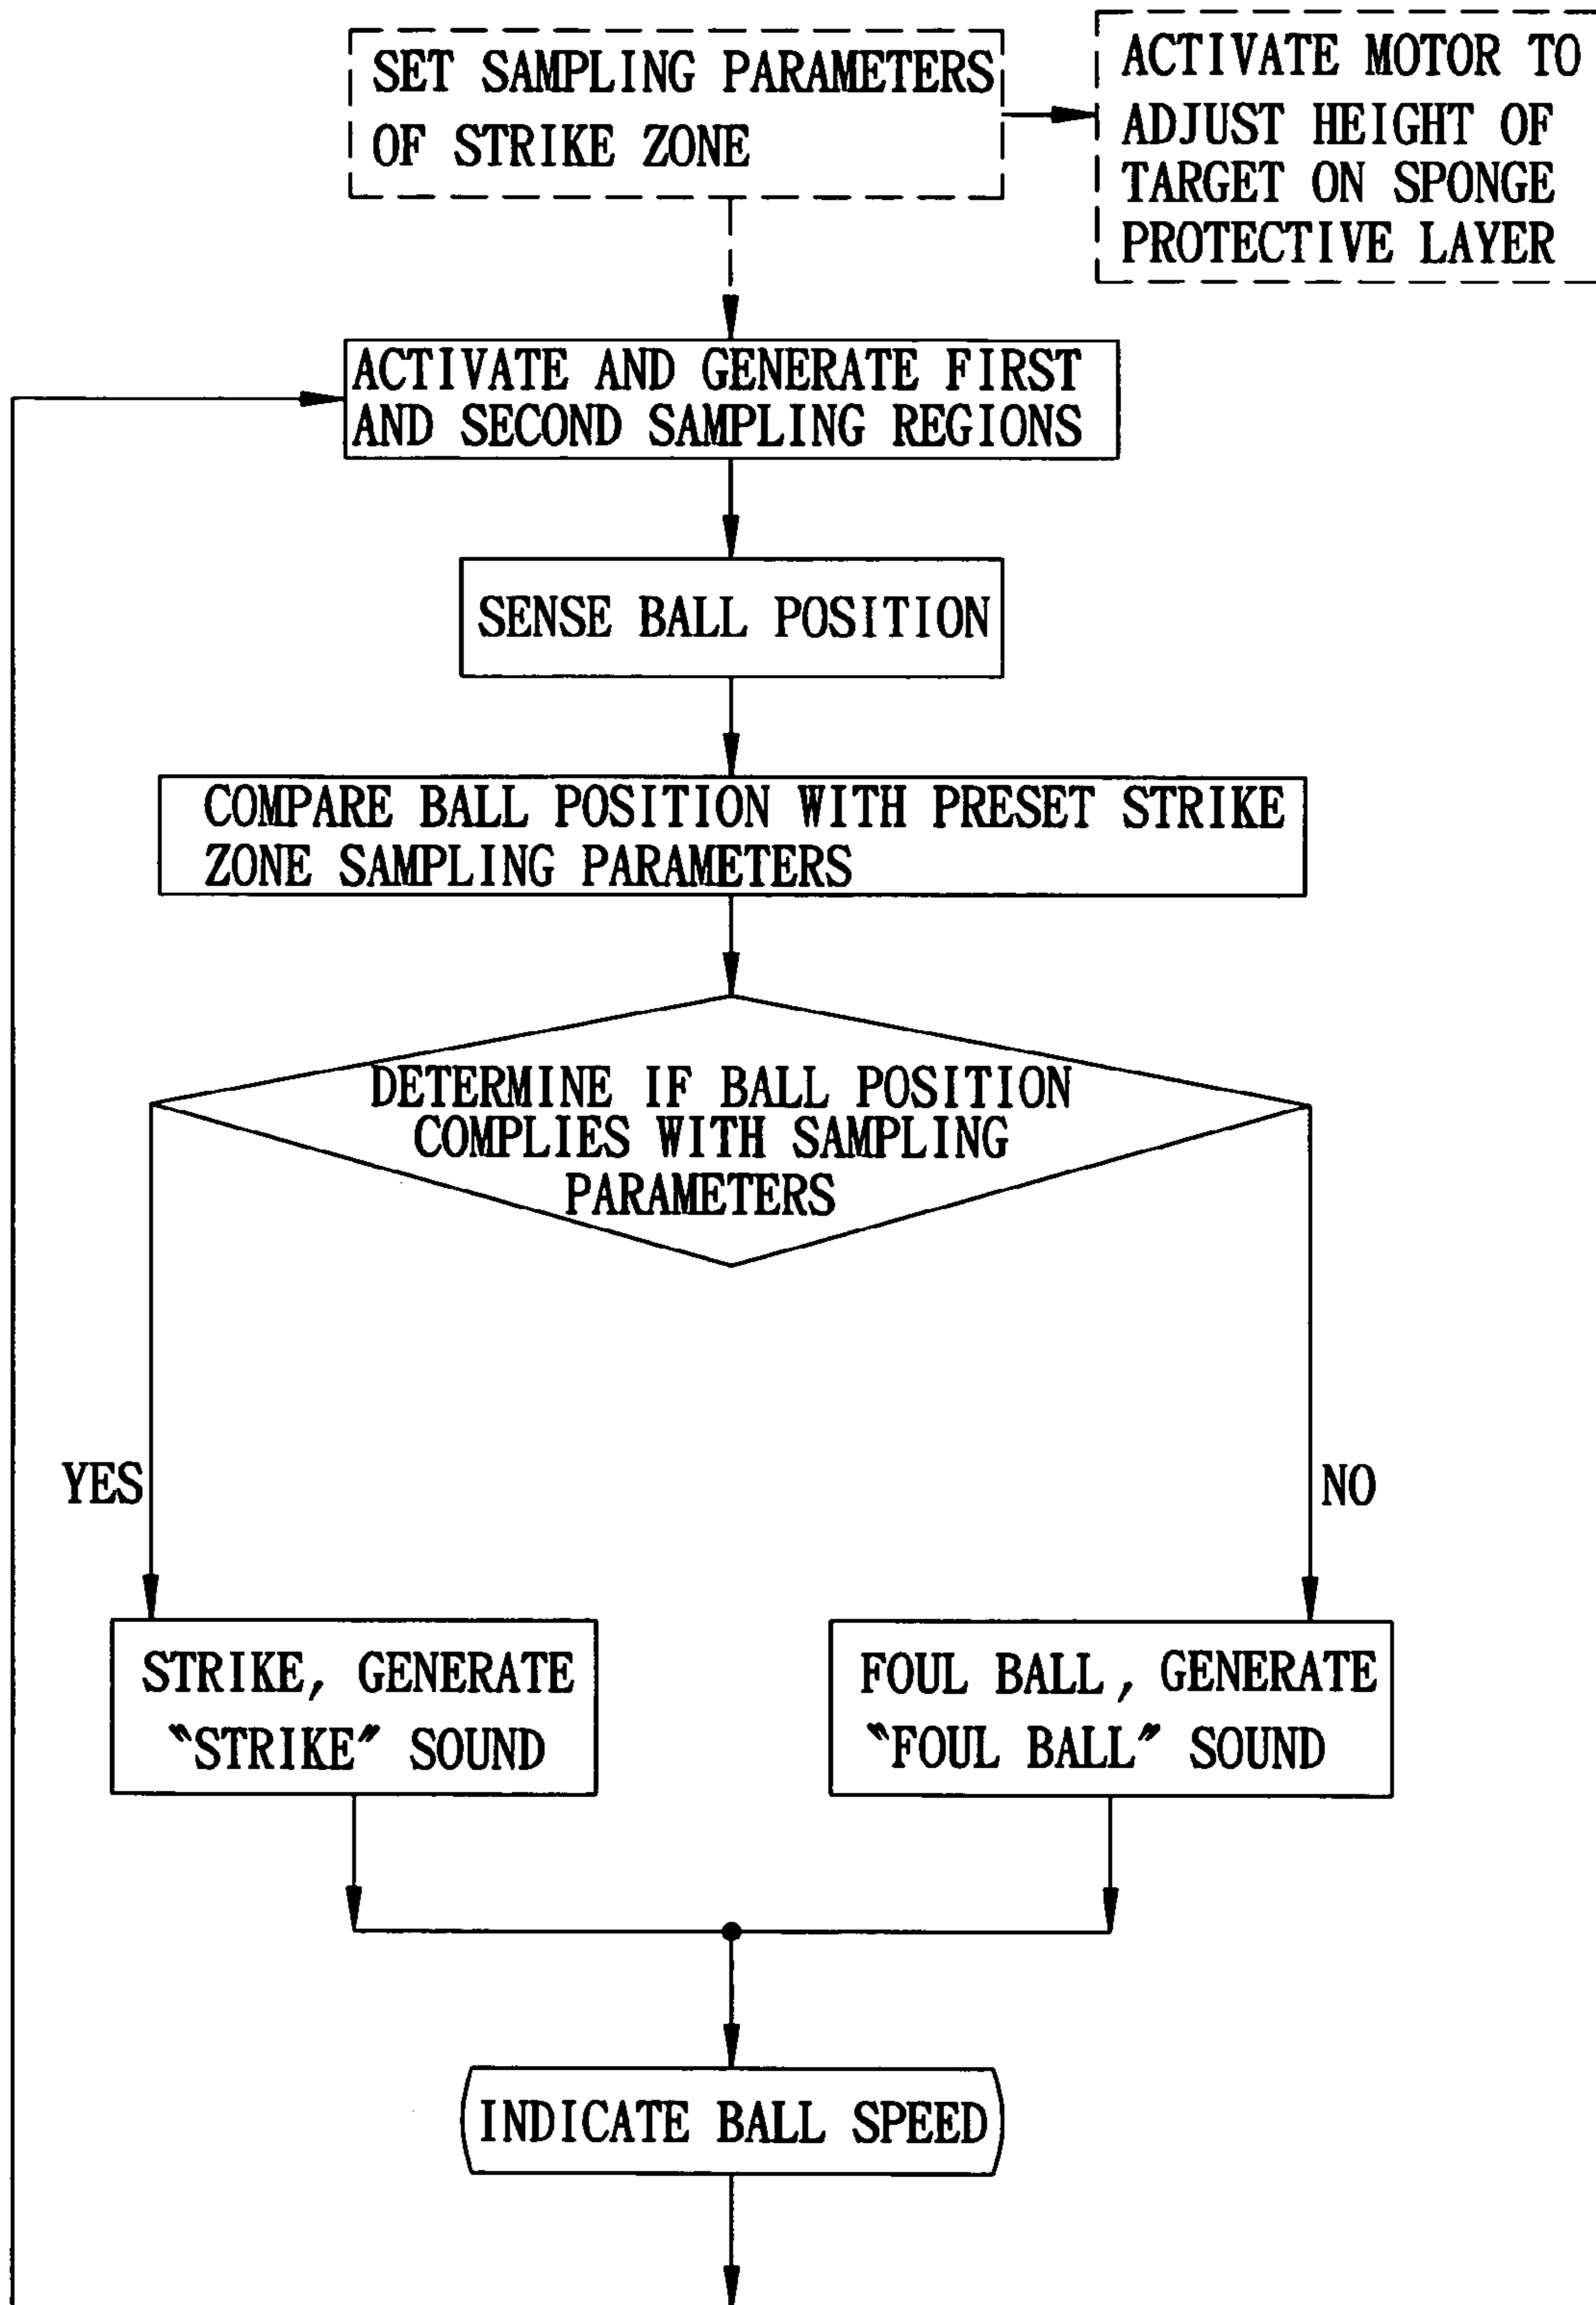 SET SAMPLING PARAMETERS
OF STRIKE ZONE
ACTIVATE MOTOR TO
ADJUST HEIGHT OF
TARGET ON SPONGE
PROTECTIVE LAYER
ACTIVATE AND GENERATE FIRST
AND SECOND SAMPLING REGIONS
SENSE BALL POSITION
COMPARE BALL POSITION WITH PRESET STRIKE
ZONE SAMPLING PARAMETERS
DETERMINE IF BALL POSITION
COMPLIES WITH SAMPLING
PARAMETERS
YES
NO
STRIKE, GENERATE
"STRIKE" SOUND
FOUL BALL, GENERATE
"FOUL BALL" SOUND
INDICATE BALL SPEED